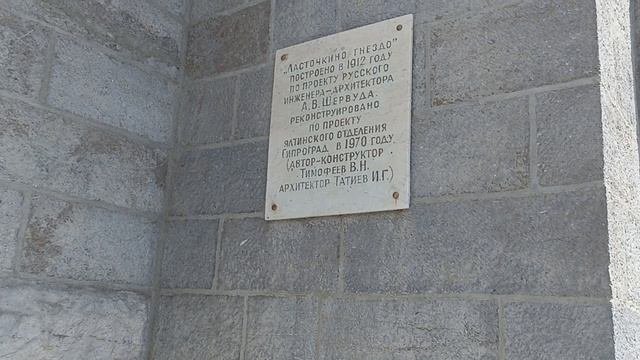 „Ласточкино гнездо"
построено в 1912 году
по проекту русского
инженера-архитектора
А.В. Шервуда.
Реконструировано
по проекту
Ялтинского отделения
Гипроград в 1970 году.
(автор-конструктор
Тимофеев В.Н.
архитектор Татиев И.Г.)